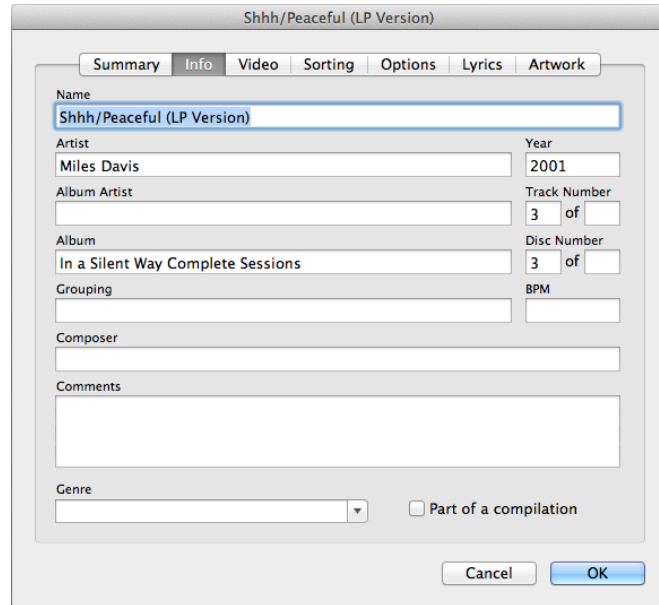 Shhh/Peaceful (LP Version)
Summary Info Video Sorting Options Lyrics Artwork
Name
Shhh/Peaceful (LP Version)
Artist Year
Miles Davis 2001
Album Artist Track Number
3 of
Album Disc Number
In a Silent Way Complete Sessions 3 of
Grouping BPM
Composer
Comments
Genre
Part of a compilation
Cancel OK